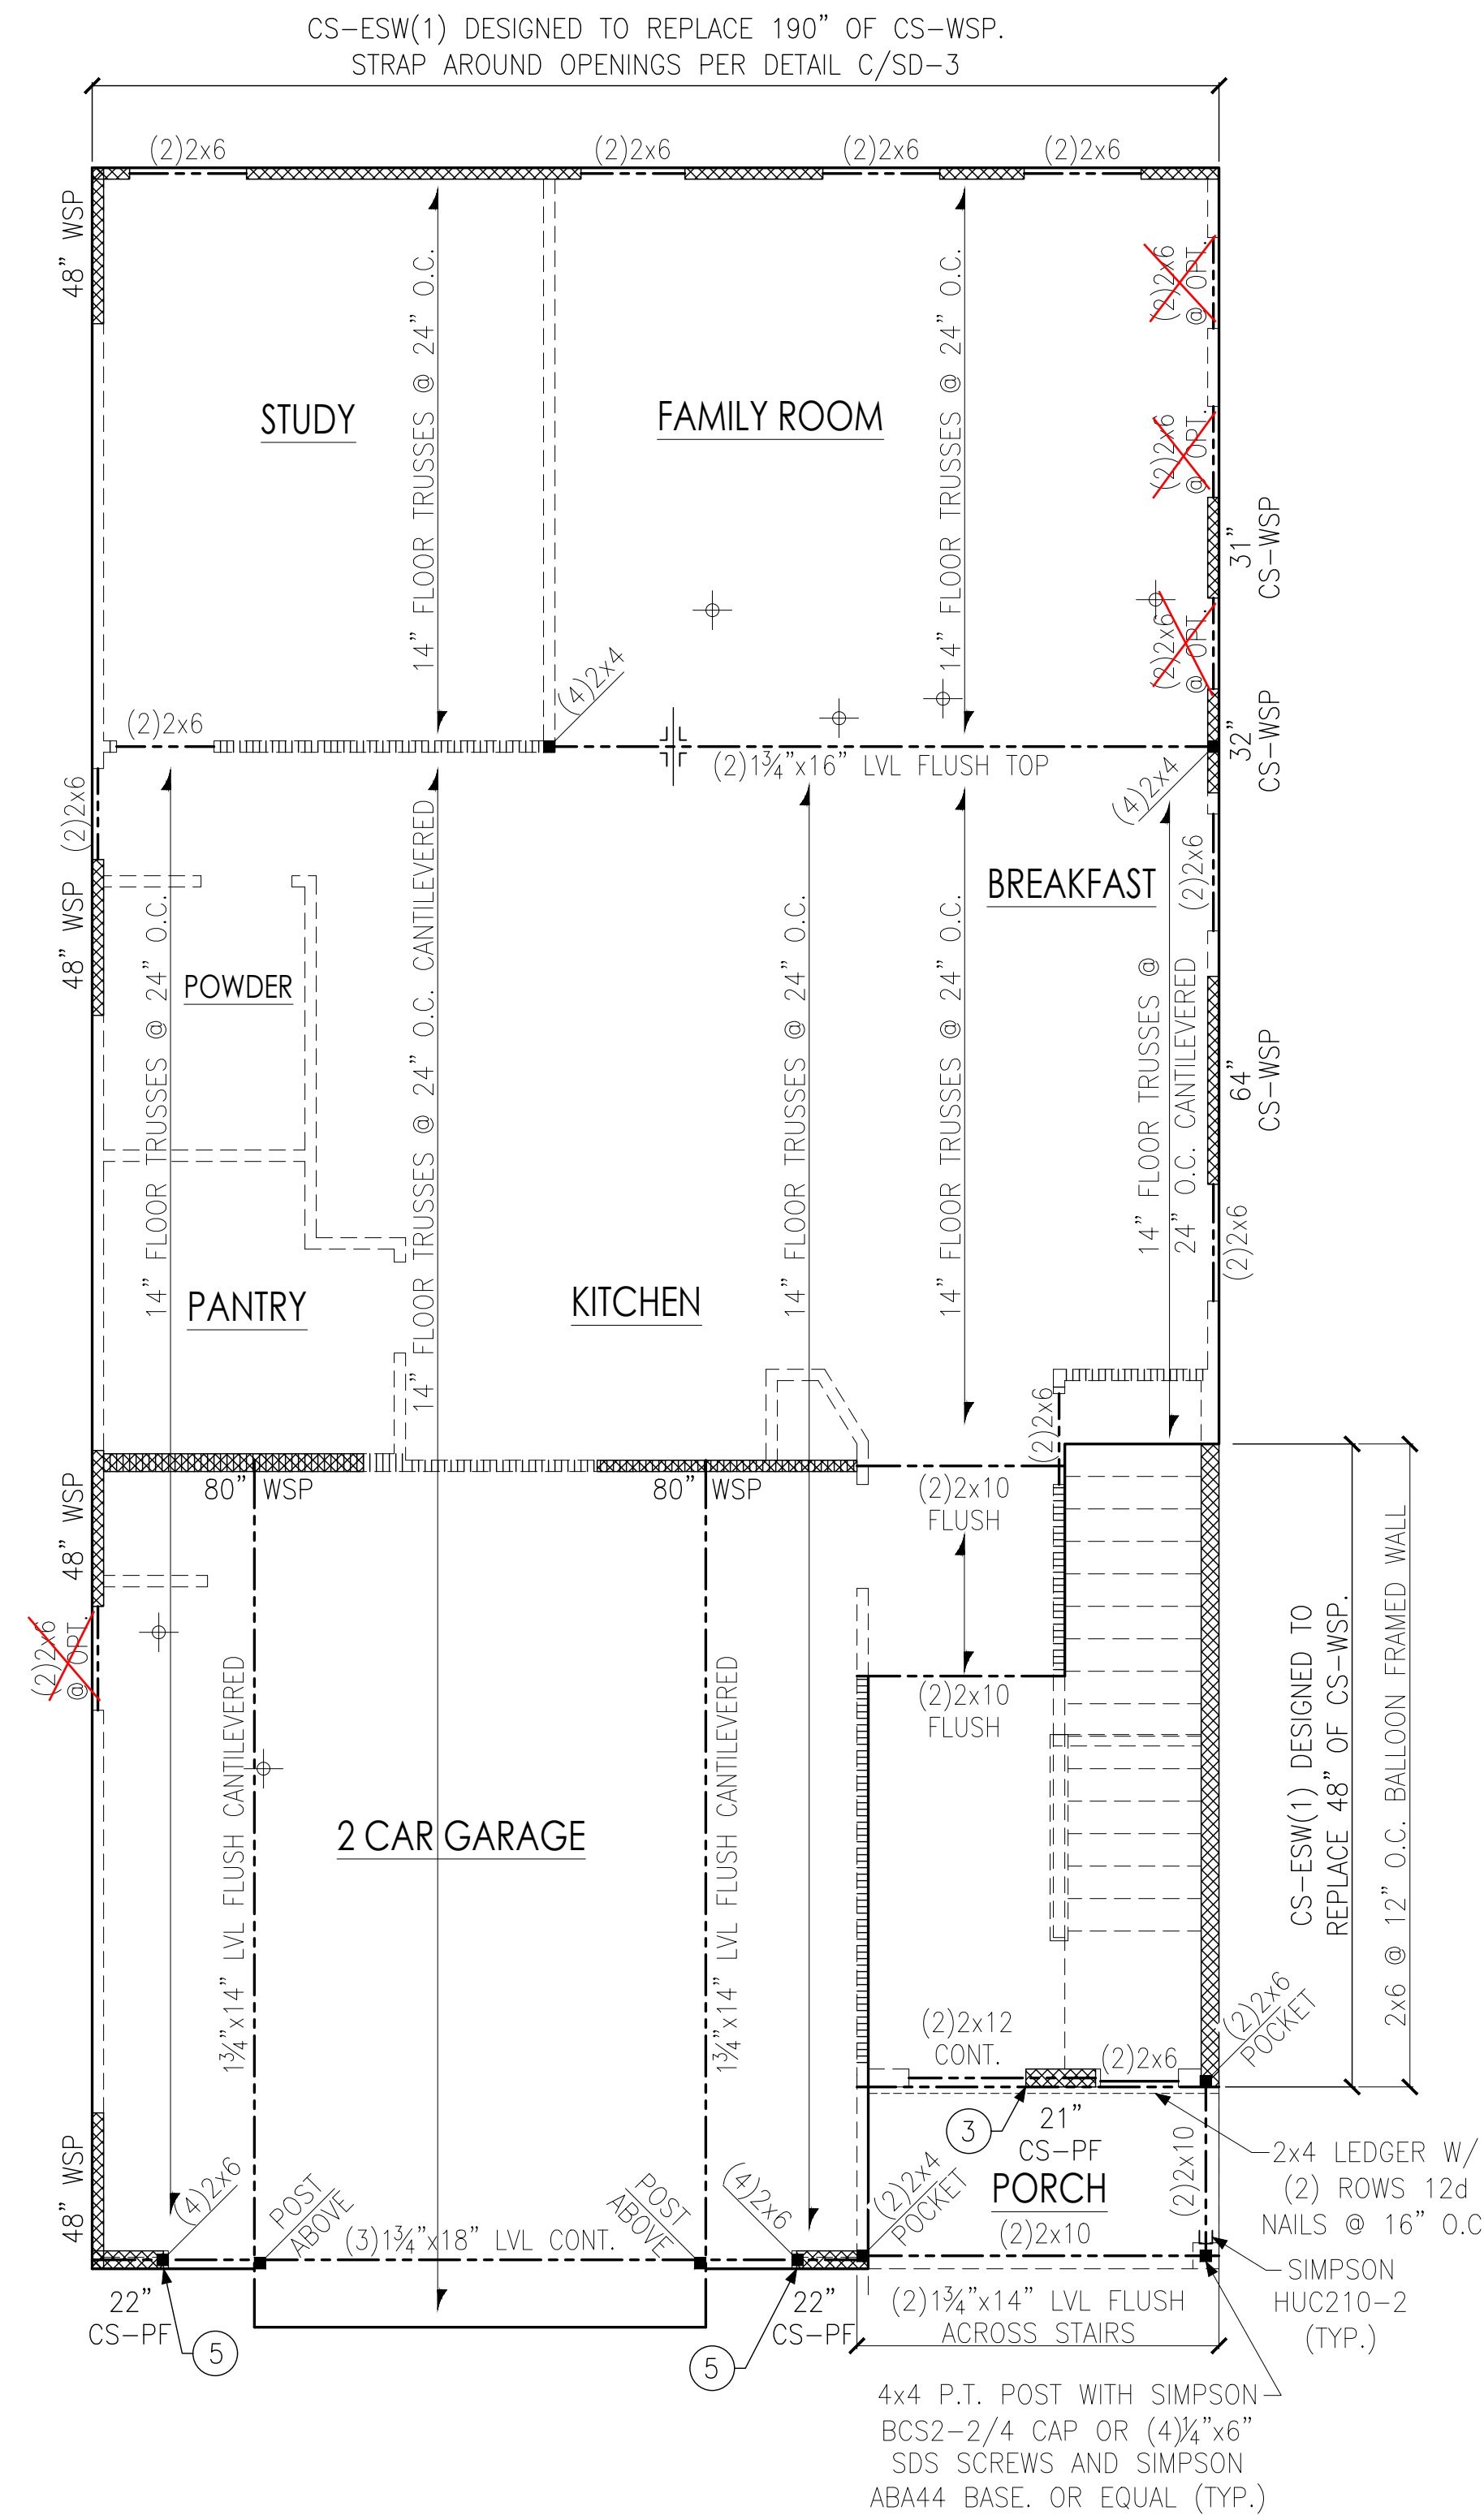 CS-ESW(1) DESIGNED TO REPLACE 190” OF CS-WSP.
STRAP AROUND OPENINGS PER DETAIL C/SD-3
(2)2x6
(2)2x6
(2)2x6
(2)2x6
48” WSP
14” FLOOR TRUSSES @ 24” O.C.
14” FLOOR TRUSSES @ 24” O.C.
(2)2x6
@ OPT.
STUDY
FAMILY ROOM
(2)2x6
@ OPT.
31”
CS-WSP
(2)2x6
@ OPT.
(4)2x4
(2)2x6
32”
CS-WSP
(2)1¾”x16” LVL FLUSH TOP
(4)2x4
(2)2x6
(2)2x6
BREAKFAST
48” WSP
POWDER
14” FLOOR TRUSSES @ 24” O.C.
14” FLOOR TRUSSES @ 24” O.C. CANTILEVERED
14” FLOOR TRUSSES @ 24” O.C.
14” FLOOR TRUSSES @ 24” O.C.
14” FLOOR TRUSSES @
24” O.C. CANTILEVERED
64”
CS-WSP
(2)2x6
PANTRY
KITCHEN
(2)2x6
80” WSP
80” WSP
(2)2x10
FLUSH
48” WSP
(2)2x6
@ OPT.
(2)2x10
FLUSH
1¾”x14” LVL FLUSH CANTILEVERED
1¾”x14” LVL FLUSH CANTILEVERED
2 CAR GARAGE
CS-ESW(1) DESIGNED TO
REPLACE 48” OF CS-WSP.
2x6 @ 12” O.C. BALLOON FRAMED WALL
(2)2x12
CONT.
(2)2x6
(2)2x6
POCKET
3
21”
CS-PF
48” WSP
(4)2x6
POST
ABOVE
(3)1¾”x18” LVL CONT.
POST
ABOVE
(4)2x6
(2)2x4
POCKET
PORCH
(2)2x10
(2)2x10
2x4 LEDGER W/
(2) ROWS 12d
NAILS @ 16” O.C
SIMPSON
HUC210-2
(TYP.)
22”
CS-PF
5
22”
CS-PF
5
(2)1¾”x14” LVL FLUSH
ACROSS STAIRS
4x4 P.T. POST WITH SIMPSON
BCS2-2/4 CAP OR (4)¼”x6”
SDS SCREWS AND SIMPSON
ABA44 BASE. OR EQUAL (TYP.)